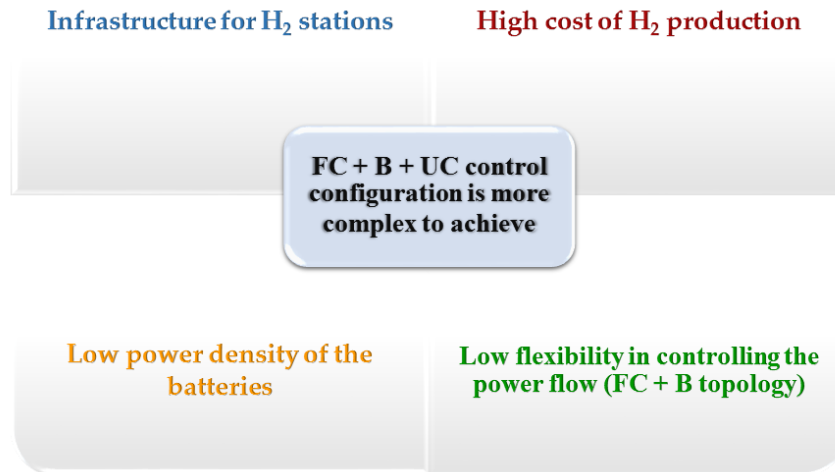 Infrastructure for H₂ stations
High cost of H₂ production
FC + B + UC control
configuration is more
complex to achieve
Low power density of the
batteries
Low flexibility in controlling the
power flow (FC + B topology)